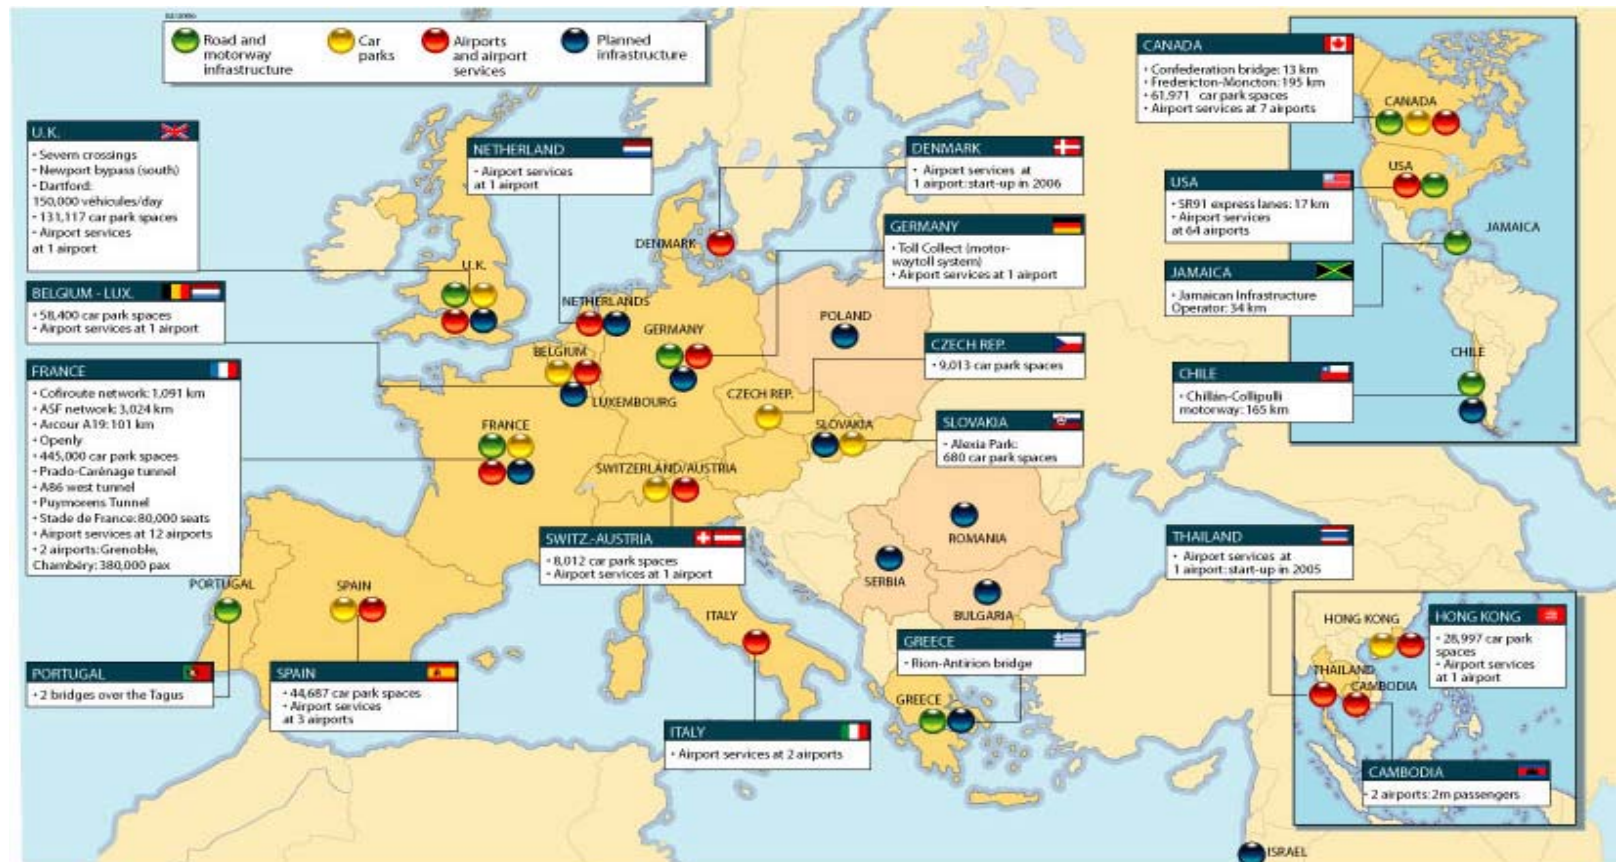 02/2006
Road and
motorway
infrastructure
Car
parks
Airports
and airport
services
Planned
infrastructure
U.K.
• Severn crossings
• Newport bypass (south)
• Dartford:
150,000 véhicules/day
• 131,117 car park spaces
• Airport services
at 1 airport
BELGIUM - LUX.
• 58,400 car park spaces
• Airport services at 1 airport
FRANCE
• Cofiroute network: 1,091 km
• ASF network: 3,024 km
• Arcour A19: 101 km
• Openly
• 445,000 car park spaces
• Prado-Carénage tunnel
• A86 west tunnel
• Puymorens Tunnel
• Stade de France: 80,000 seats
• Airport services at 12 airports
• 2 airports: Grenoble,
Chambéry: 380,000 pax
PORTUGAL
• 2 bridges over the Tagus
SPAIN
• 44,687 car park spaces
• Airport services
at 3 airports
NETHERLAND
• Airport services
at 1 airport
DENMARK
• Airport services at
1 airport: start-up in 2006
GERMANY
• Toll Collect (motor-
waytoll system)
• Airport services at 1 airport
CZECH REP.
• 9,013 car park spaces
SLOVAKIA
• Alexia Park:
680 car park spaces
SWITZ.-AUSTRIA
• 8,012 car park spaces
• Airport services at 1 airport
ITALY
• Airport services at 2 airports
GREECE
• Rion-Antirion bridge
U.K.
DENMARK
NETHERLANDS
GERMANY
POLAND
BELGIUM
LUXEMBOURG
CZECH REP.
FRANCE
SLOVAKIA
SWITZERLAND/AUSTRIA
ROMANIA
SERBIA
BULGARIA
PORTUGAL
SPAIN
ITALY
GREECE
ISRAEL
CANADA
• Confederation bridge: 13 km
• Fredericton-Moncton: 195 km
• 61,971 car park spaces
• Airport services at 7 airports
USA
• SR91 express lanes: 17 km
• Airport services
at 64 airports
JAMAICA
• Jamaican Infrastructure
Operator: 34 km
CHILE
• Chillán-Collipulli
motorway: 165 km
CANADA
USA
JAMAICA
CHILE
THAILAND
• Airport services at
1 airport: start-up in 2005
HONG KONG
• 28,997 car park
spaces
• Airport services
at 1 airport
CAMBODIA
• 2 airports: 2m passengers
HONG KONG
THAILAND
CAMBODIA